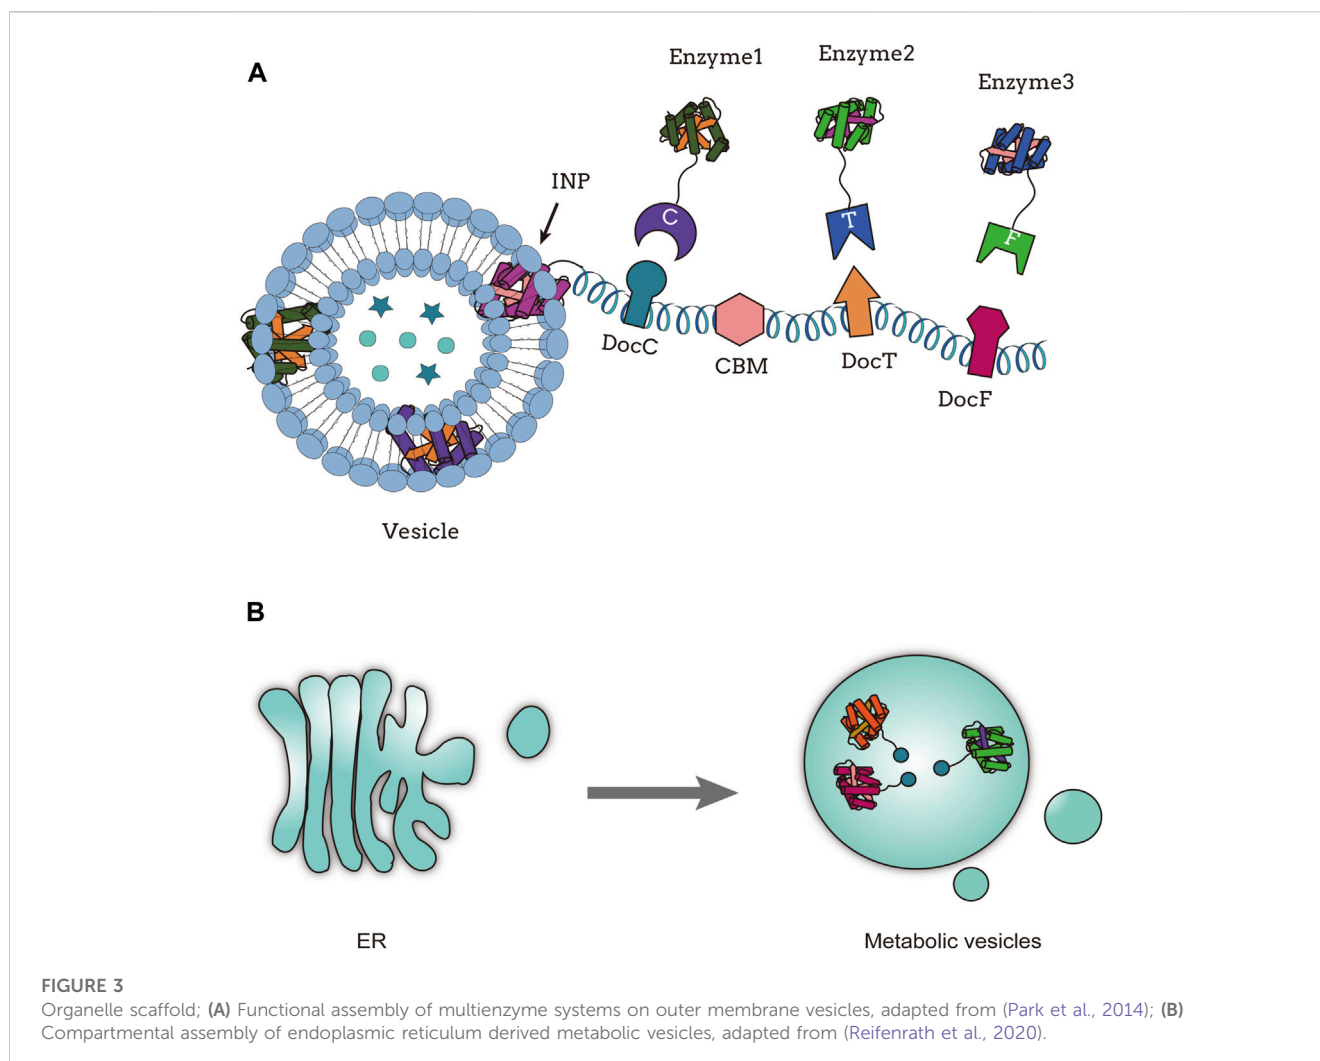 A
Enzyme1
Enzyme2
Enzyme3
INP
C
T
F
DocC
CBM
DocT
DocF
Vesicle
B
ER
Metabolic vesicles
FIGURE 3
Organelle scaffold; (A) Functional assembly of multienzyme systems on outer membrane vesicles, adapted from (Park et al., 2014); (B)
Compartmental assembly of endoplasmic reticulum derived metabolic vesicles, adapted from (Reifenrath et al., 2020).